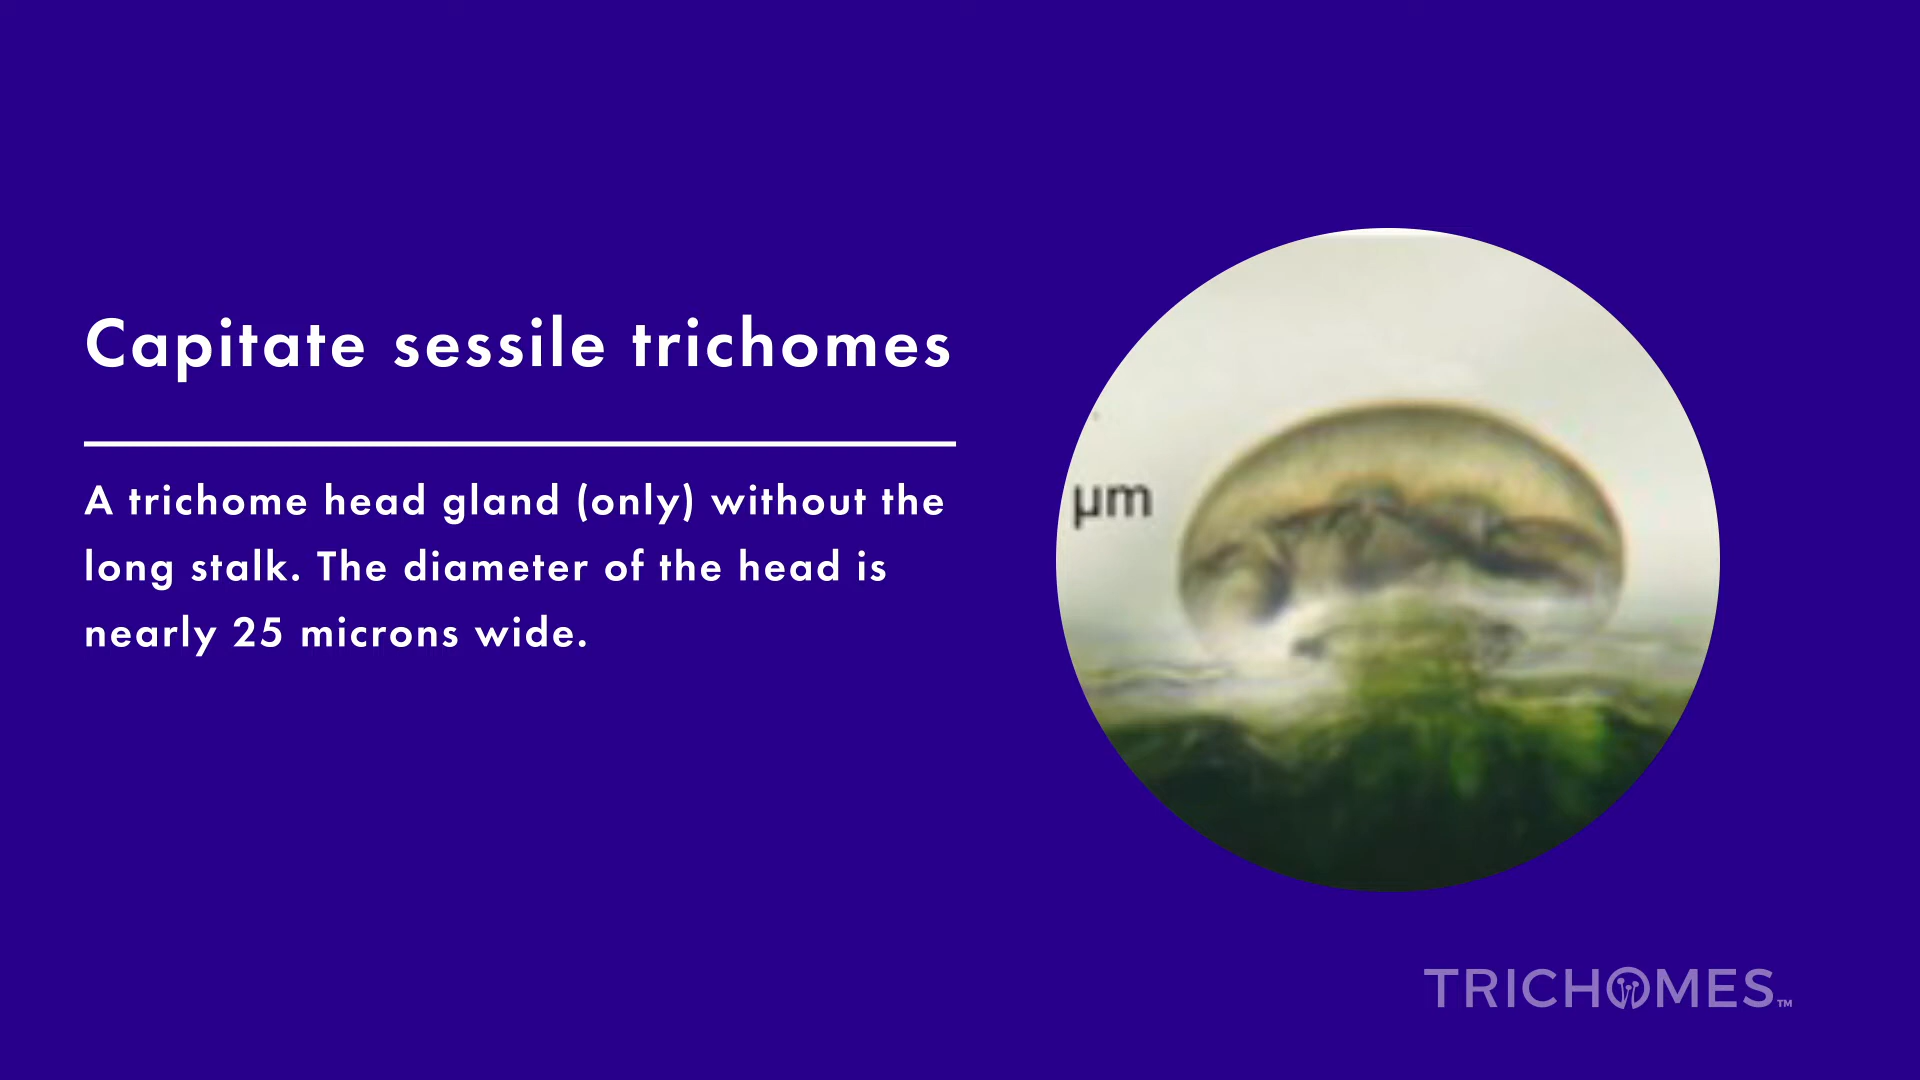 Capitate sessile trichomes
A trichome head gland (only) without the
long stalk. The diameter of the head is
nearly 25 microns wide.
µm
TRICHOMES™